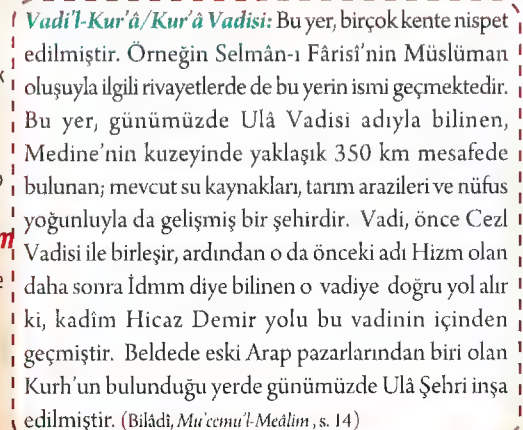 Vadi'l-Kur'â/Kur'â Vadisi: Bu yer, birçok kente nispet
edilmiştir. Örneğin Selmân-ı Fârisî'nin Müslüman
oluşuyla ilgili rivayetlerde de bu yerin ismi geçmektedir.
Bu yer, günümüzde Ulâ Vadisi adıyla bilinen,
Medine'nin kuzeyinde yaklaşık 350 km mesafede
bulunan; mevcut su kaynakları, tarım arazileri ve nüfus
yoğunluyla da gelişmiş bir şehirdir. Vadi, önce Cezl
Vadisi ile birleşir, ardından o da önceki adı Hizm olan
daha sonra İdmm diye bilinen o vadiye doğru yol alır
ki, kadîm Hicaz Demir yolu bu vadinin içinden
geçmiştir. Beldede eski Arap pazarlarından biri olan
Kurh'un bulunduğu yerde günümüzde Ulâ Şehri inşa
edilmiştir. (Bilâdî, Mu'cemu'l-Meâlim, s. 14)